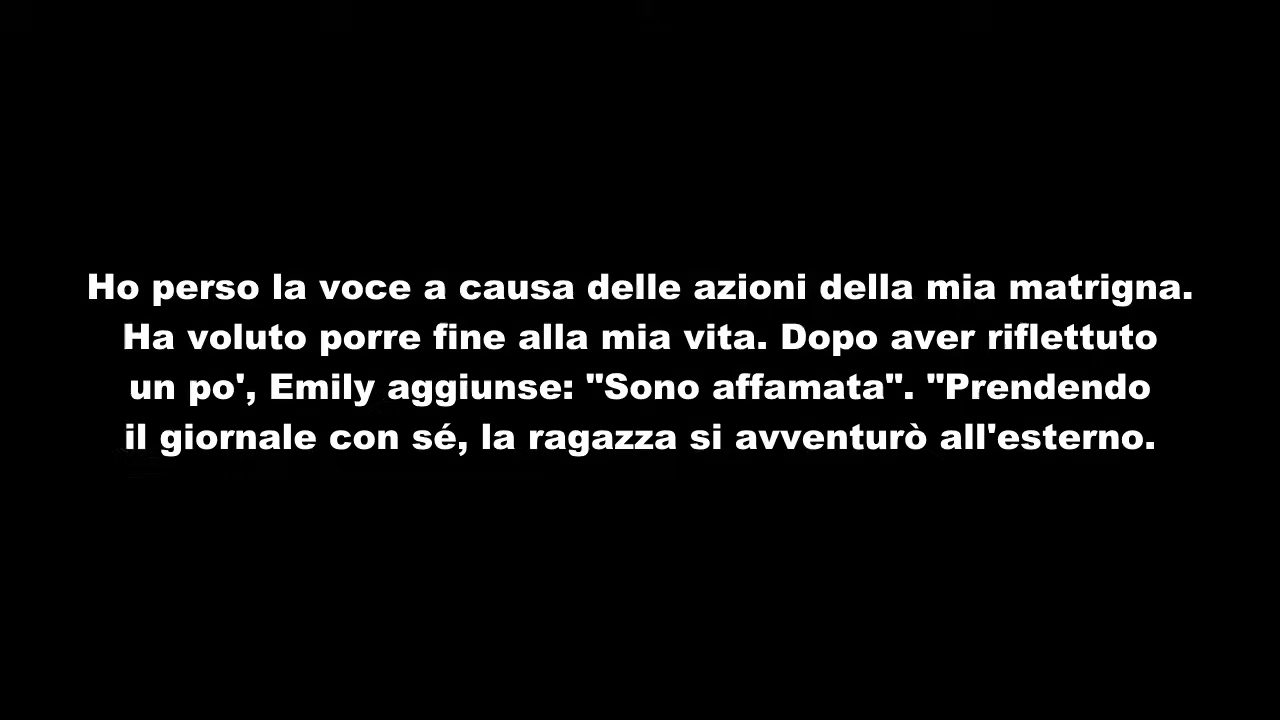 Ho perso la voce a causa delle azioni della mia matrigna.
Ha voluto porre fine alla mia vita. Dopo aver riflettuto
un po', Emily aggiunse: "Sono affamata". "Prendendo
il giornale con sé, la ragazza si avventurò all'esterno.